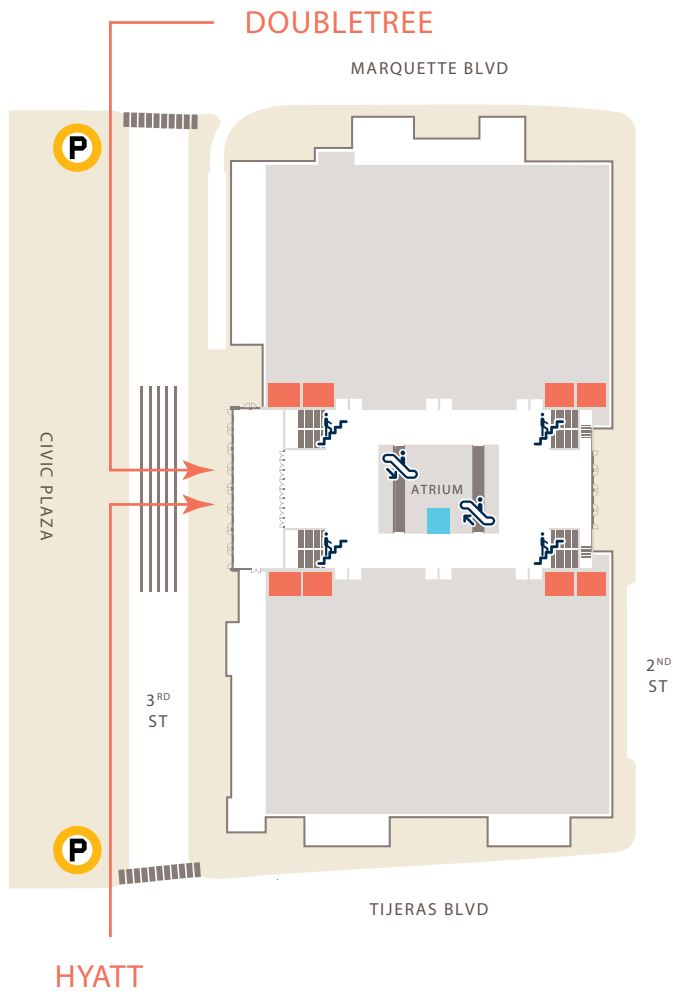 DOUBLETREE
MARQUETTE BLVD
P
CIVIC PLAZA
ATRIUM
3RD
ST
2ND
ST
P
TIJERAS BLVD
HYATT